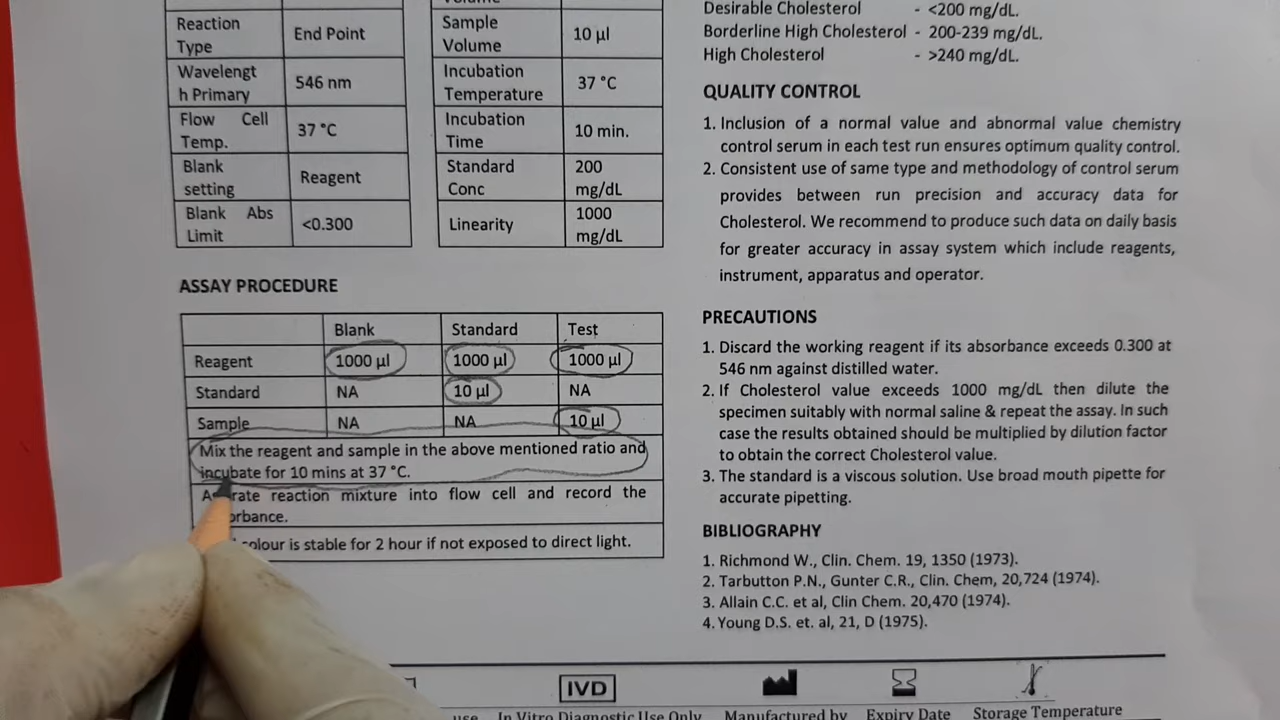 Reaction Type
End Point
Wavelengt h Primary
546 nm
Flow Cell Temp.
37 °C
Blank setting
Reagent
Blank Abs Limit
<0.300
Sample Volume
10 µl
Incubation Temperature
37 °C
Incubation Time
10 min.
Standard Conc
200 mg/dL
Linearity
1000 mg/dL
ASSAY PROCEDURE
Blank Standard Test
Reagent 1000 µl 1000 µl 1000 µl
Standard NA 10 µl NA
Sample NA NA 10 µl
Mix the reagent and sample in the above mentioned ratio and
incubate for 10 mins at 37 °C.
reaction mixture into flow cell and record the
colour is stable for 2 hour if not exposed to direct light.
Desirable Cholesterol - <200 mg/dL.
Borderline High Cholesterol - 200-239 mg/dL.
High Cholesterol - >240 mg/dL.
QUALITY CONTROL
1. Inclusion of a normal value and abnormal value chemistry
control serum in each test run ensures optimum quality control.
2. Consistent use of same type and methodology of control serum
provides between run precision and accuracy data for
Cholesterol. We recommend to produce such data on daily basis
for greater accuracy in assay system which include reagents,
instrument, apparatus and operator.
PRECAUTIONS
1. Discard the working reagent if its absorbance exceeds 0.300 at
546 nm against distilled water.
2. If Cholesterol value exceeds 1000 mg/dL then dilute the
specimen suitably with normal saline & repeat the assay. In such
case the results obtained should be multiplied by dilution factor
to obtain the correct Cholesterol value.
3. The standard is a viscous solution. Use broad mouth pipette for
accurate pipetting.
BIBLIOGRAPHY
1. Richmond W., Clin. Chem. 19, 1350 (1973).
2. Tarbutton P.N., Gunter C.R., Clin. Chem, 20,724 (1974).
3. Allain C.C. et al, Clin Chem. 20,470 (1974).
4. Young D.S. et. al, 21, D (1975).
IVD
use In Vitro Diagnostic Use Only Manufactured by Expiry Date Storage Temperature